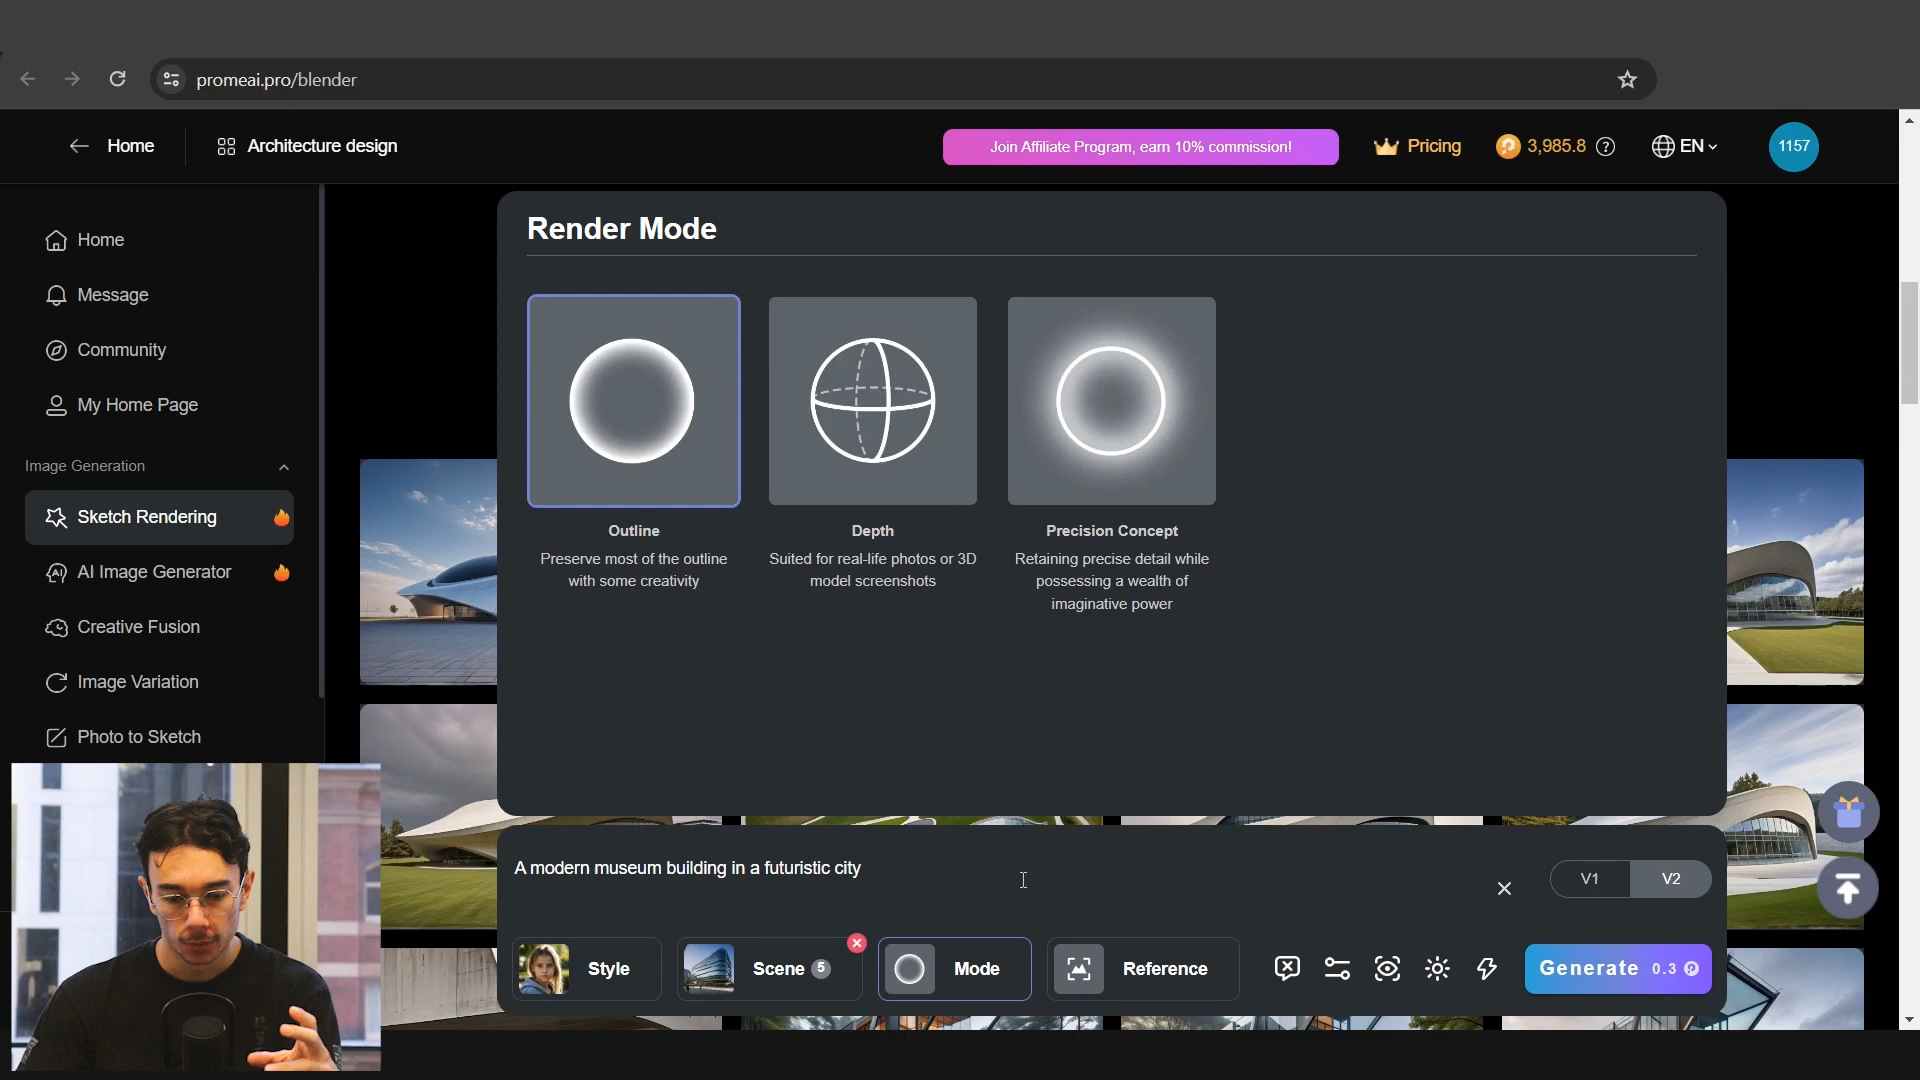 promeai.pro/blender
Home
Architecture design
Join Affiliate Program, earn 10% commission!
Pricing
3,985.8
EN
1157
Home
Message
Community
My Home Page
Image Generation
Sketch Rendering
AI Image Generator
Creative Fusion
Image Variation
Photo to Sketch
Render Mode
Outline
Preserve most of the outline
with some creativity
Depth
Suited for real-life photos or 3D
model screenshots
Precision Concept
Retaining precise detail while
possessing a wealth of
imaginative power
A modern museum building in a futuristic city
V1
V2
Style
Scene 5
Mode
Reference
Generate 0.3